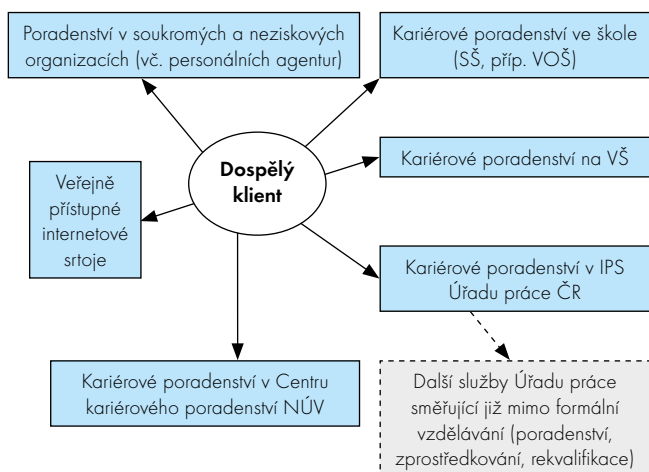 Poradenství v soukromých a neziskových
organizacích (vč. personálních agentur)
Kariérové poradenství ve škole
(SŠ, příp. VOŠ)
Dospělý
klient
Kariérové poradenství na VŠ
Veřejně
přístupné
internetové
srtoje
Kariérové poradenství v IPS
Úřadu práce ČR
Kariérové poradenství v Centru
kariérového poradenství NÚV
Další služby Úřadu práce
směřující již mimo formální
vzdělávání (poradenství,
zprostředkování, rekvalifikace)